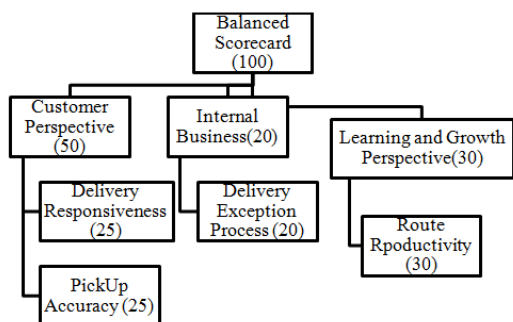 Balanced
Scorecard
(100)
Customer
Perspective
(50)
Internal
Business(20)
Learning and Growth
Perspective(30)
Delivery
Responsiveness
(25)
Delivery
Exception
Process (20)
Route
Rpoductivity
(30)
PickUp
Accuracy (25)